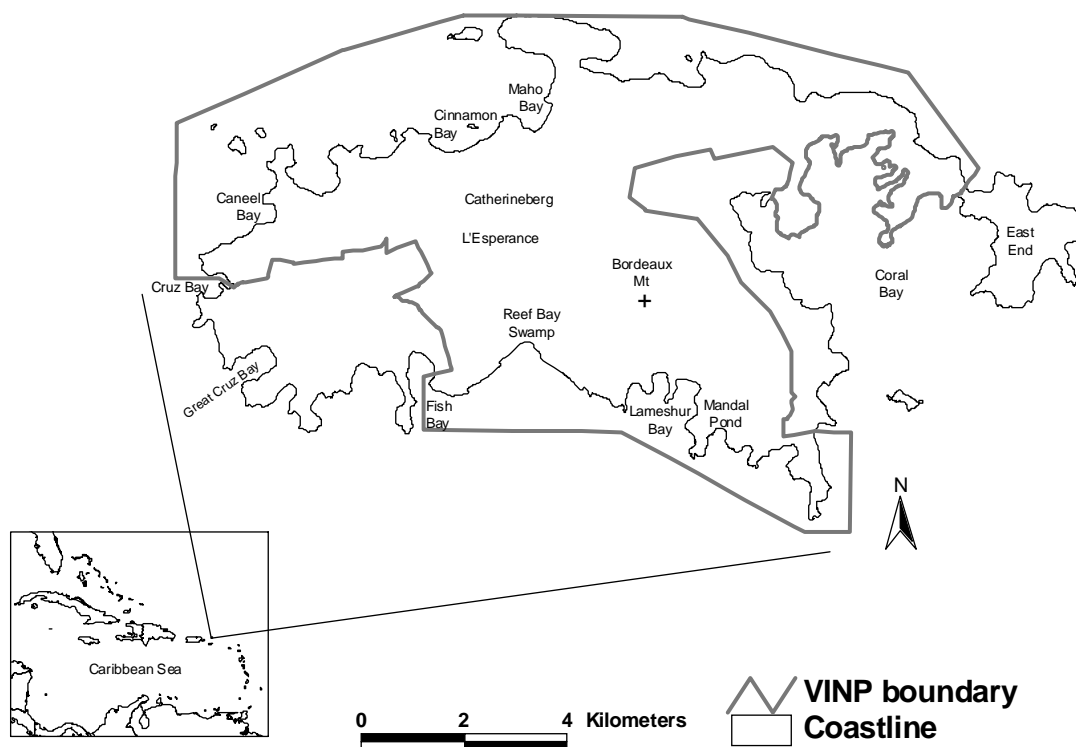 Maho
Bay
Cinnamon
Bay
Caneel
Bay
Catherineberg
L'Esperance
East
End
Bordeaux
Mt
Coral
Bay
Cruz Bay
Reef Bay
Swamp
Great Cruz Bay
Fish
Bay
Lameshur
Bay
Mandal
Pond
N
Caribbean Sea
0 2 4 Kilometers
VINP boundary
Coastline